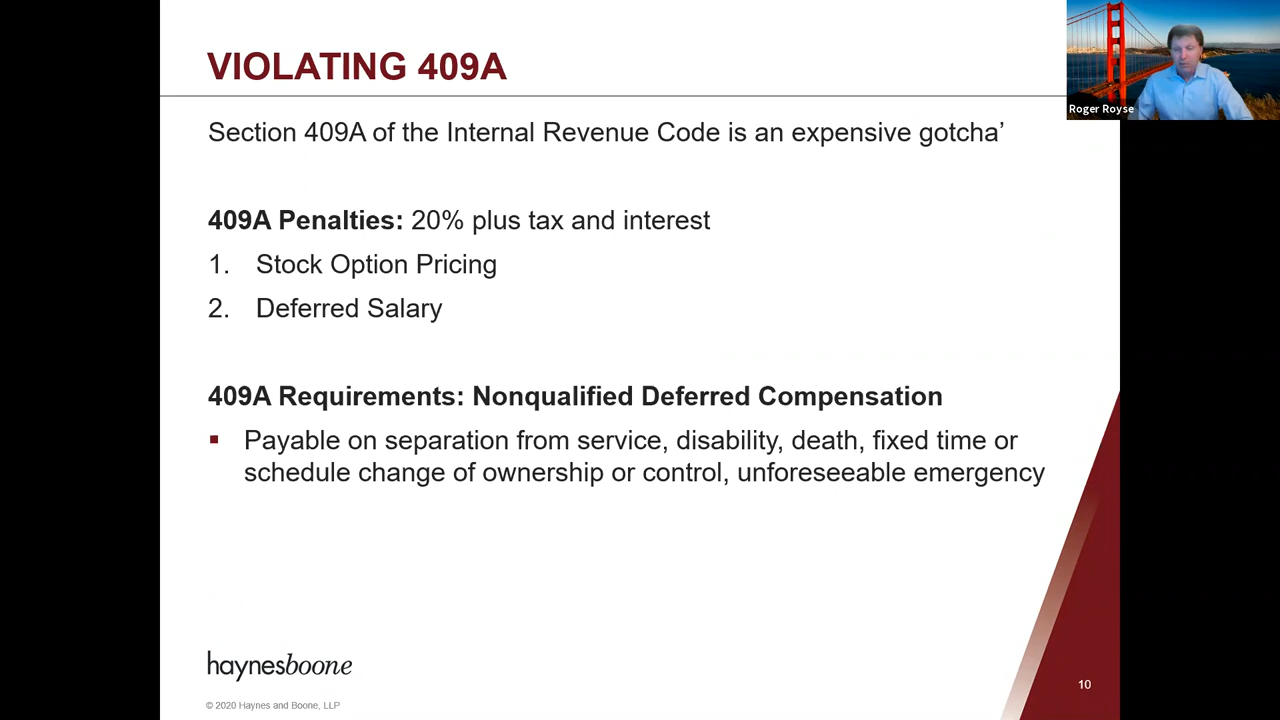 VIOLATING 409A
Roger Royse
Section 409A of the Internal Revenue Code is an expensive gotcha’
409A Penalties: 20% plus tax and interest
1. Stock Option Pricing
2. Deferred Salary
409A Requirements: Nonqualified Deferred Compensation
▪ Payable on separation from service, disability, death, fixed time or
schedule change of ownership or control, unforeseeable emergency
haynesboone
10
© 2020 Haynes and Boone, LLP